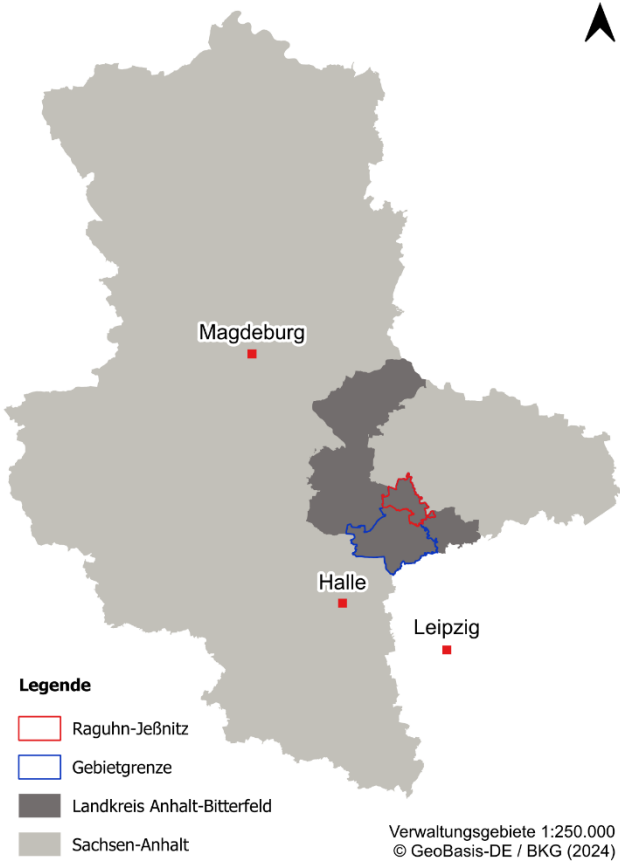 Magdeburg
Halle
Leipzig
Legende
Raguhn-Jeßnitz
Gebietgrenze
Landkreis Anhalt-Bitterfeld
Sachsen-Anhalt
Verwaltungsgebiete 1:250.000
© GeoBasis-DE / BKG (2024)